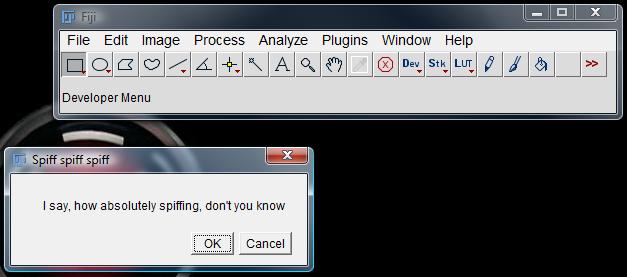 Fiji
File Edit Image Process Analyze Plugins Window Help
A Dev Stk LUT >>
Developer Menu
Spiff spiff spiff
I say, how absolutely spiffing, don't you know
OK Cancel